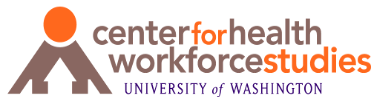 centerforhealth
workforcestudies
UNIVERSITY of WASHINGTON